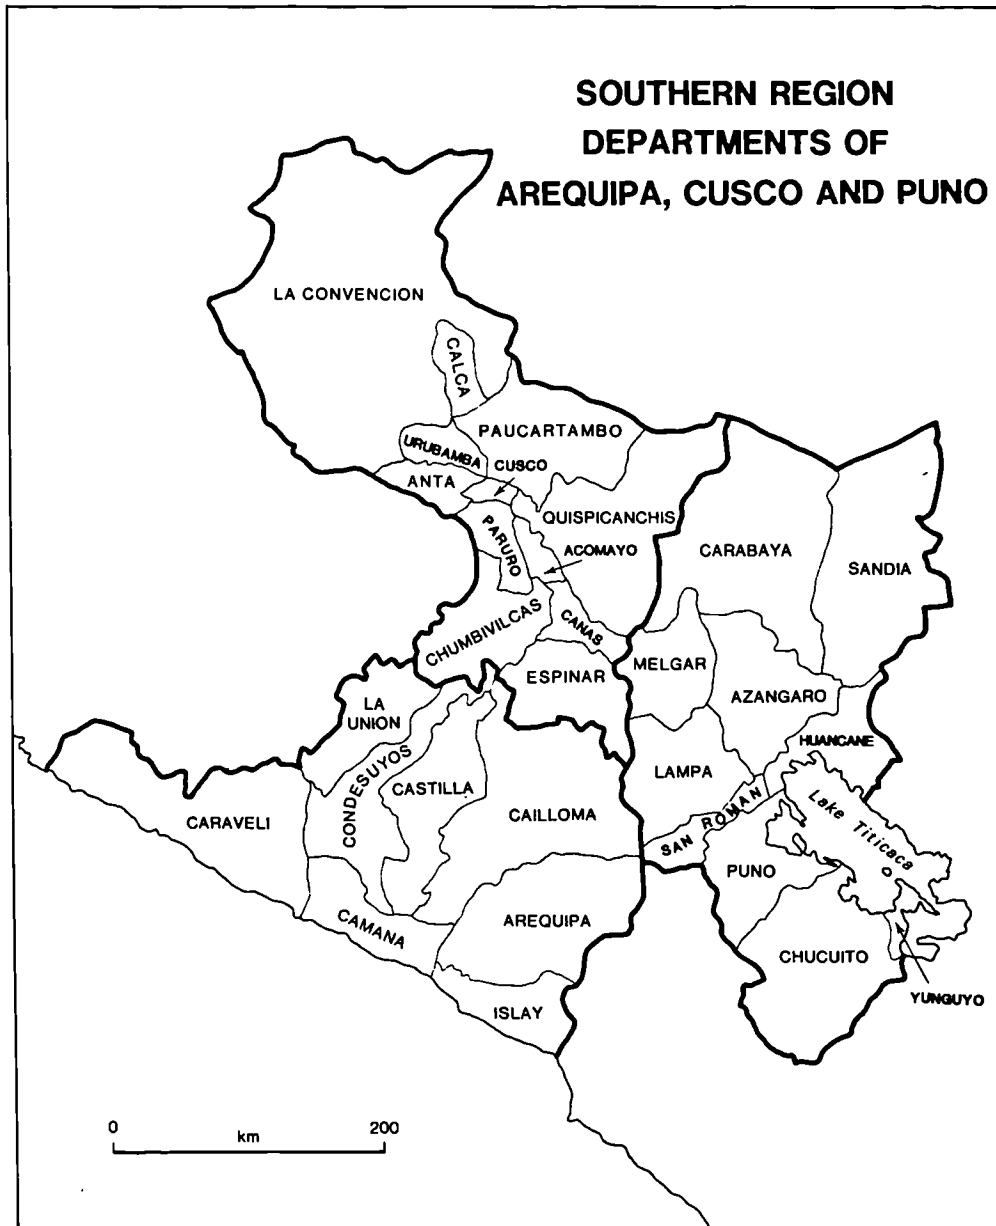 SOUTHERN REGION
DEPARTMENTS OF
AREQUIPA, CUSCO AND PUNO
LA CONVENCION
CALCA
PAUCARTAMBO
URUBAMBA
CUSCO
ANTA
QUISPICANCHIS
PARURO
ACOMAYO
CARABAYA
SANDIA
CHUMBIVILCAS
CANAS
MELGAR
ESPINAR
AZANGARO
LA
UNION
HUANCANE
CONDESUYOS
CASTILLA
LAMPA
CARAVELI
CAILLOMA
SAN ROMAN
Lake Titicaca
PUNO
CAMANA
AREQUIPA
CHUCUITO
YUNGUYO
ISLAY
0 200
km